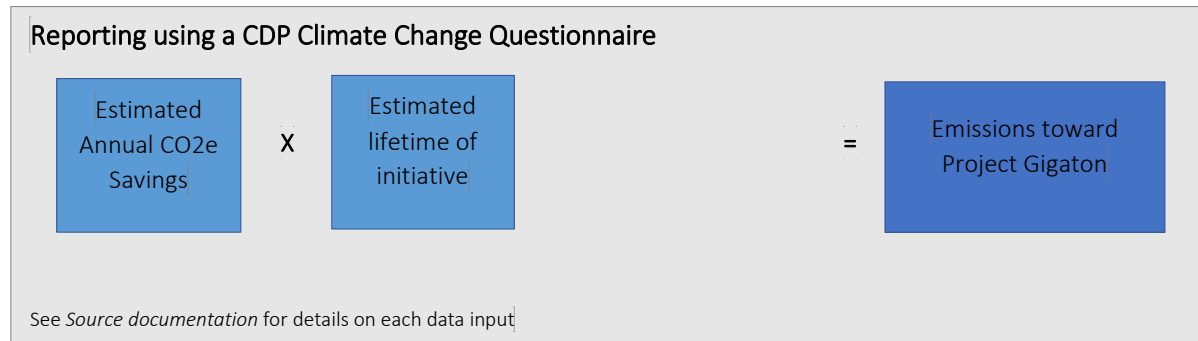 Reporting using a CDP Climate Change Questionnaire
Estimated
Annual CO2e
Savings
X
Estimated
lifetime of
initiative
=
Emissions toward
Project Gigaton
See Source documentation for details on each data input